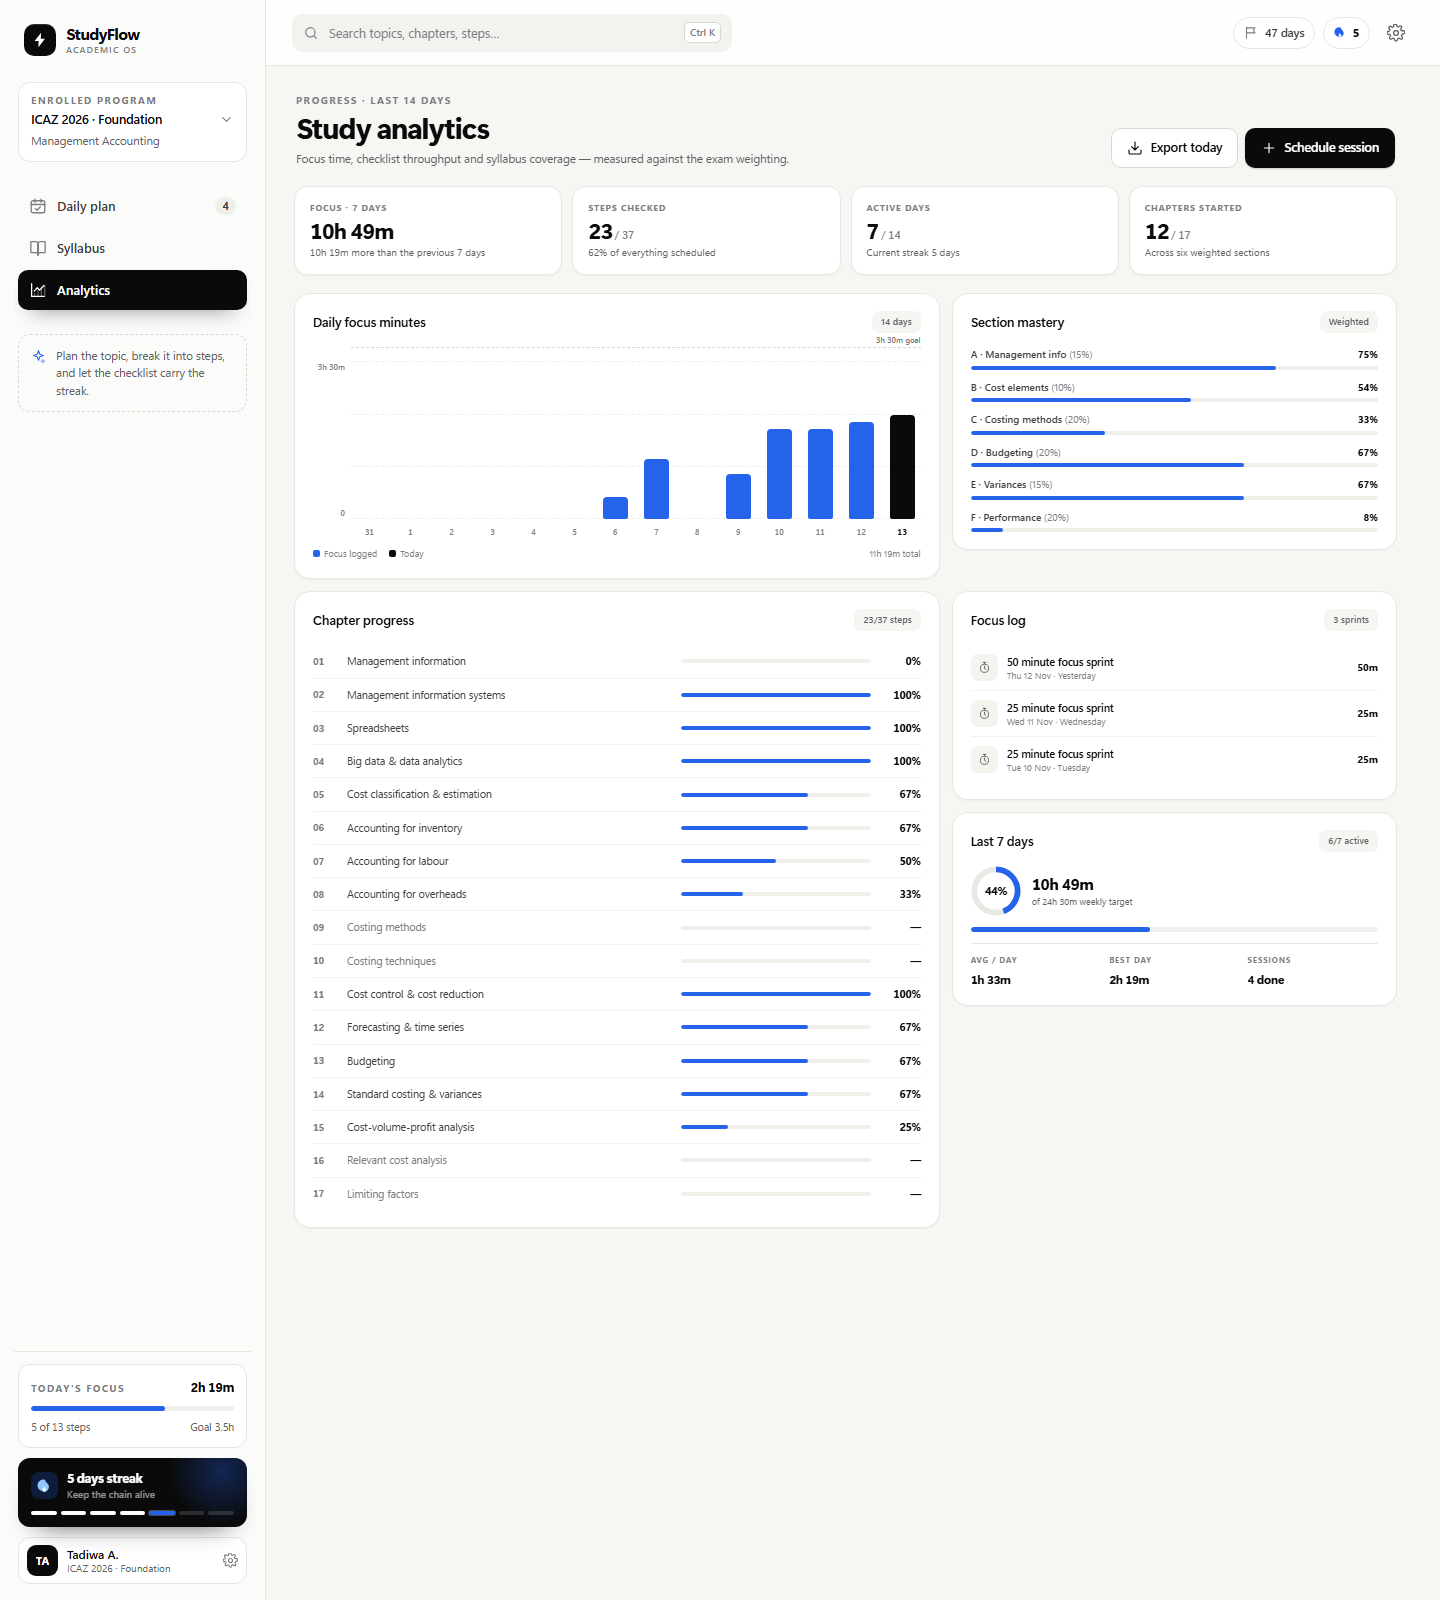 StudyFlow
ACADEMIC OS
ENROLLED PROGRAM
ICAZ 2026 · Foundation
Management Accounting
Daily plan 4
Syllabus
Analytics
Plan the topic, break it into steps,
and let the checklist carry the
streak.
TODAY'S FOCUS 2h 19m
5 of 13 steps Goal 3.5h
5 days streak
Keep the chain alive
TA
Tadiwa A.
ICAZ 2026 · Foundation
Search topics, chapters, steps... Ctrl K
47 days 5
PROGRESS · LAST 14 DAYS
Study analytics
Focus time, checklist throughput and syllabus coverage — measured against the exam weighting.
Export today
Schedule session
FOCUS · 7 DAYS
10h 49m
10h 19m more than the previous 7 days
STEPS CHECKED
23 / 37
62% of everything scheduled
ACTIVE DAYS
7 / 14
Current streak 5 days
CHAPTERS STARTED
12 / 17
Across six weighted sections
Daily focus minutes 14 days
3h 30m goal
3h 30m
0
31 1 2 3 4 5 6 7 8 9 10 11 12 13
Focus logged Today 11h 19m total
Section mastery Weighted
A · Management info (15%) 75%
B · Cost elements (10%) 54%
C · Costing methods (20%) 33%
D · Budgeting (20%) 67%
E · Variances (15%) 67%
F · Performance (20%) 8%
Chapter progress 23/37 steps
01 Management information 0%
02 Management information systems 100%
03 Spreadsheets 100%
04 Big data & data analytics 100%
05 Cost classification & estimation 67%
06 Accounting for inventory 67%
07 Accounting for labour 50%
08 Accounting for overheads 33%
09 Costing methods —
10 Costing techniques —
11 Cost control & cost reduction 100%
12 Forecasting & time series 67%
13 Budgeting 67%
14 Standard costing & variances 67%
15 Cost-volume-profit analysis 25%
16 Relevant cost analysis —
17 Limiting factors —
Focus log 3 sprints
50 minute focus sprint 50m
Thu 12 Nov · Yesterday
25 minute focus sprint 25m
Wed 11 Nov · Wednesday
25 minute focus sprint 25m
Tue 10 Nov · Tuesday
Last 7 days 6/7 active
44%
10h 49m
of 24h 30m weekly target
AVG / DAY BEST DAY SESSIONS
1h 33m 2h 19m 4 done